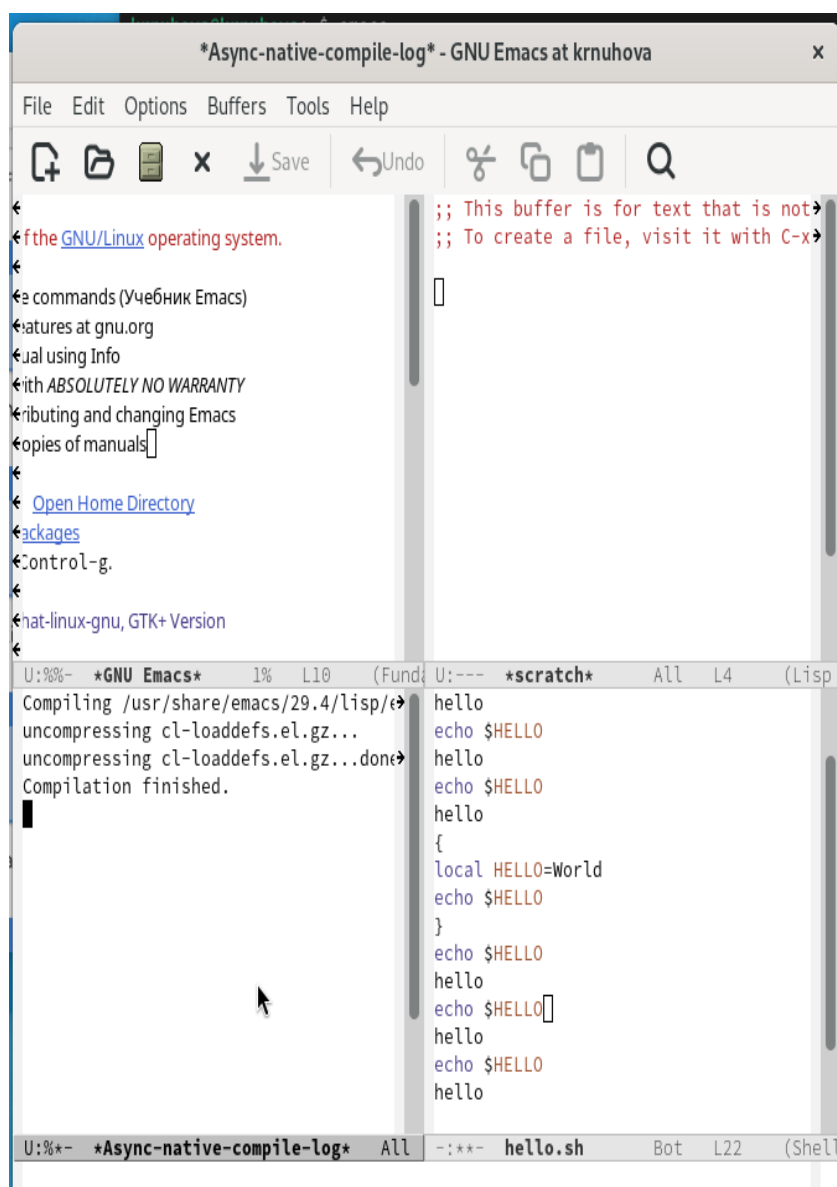 *Async-native-compile-log* - GNU Emacs at krnuhova
File Edit Options Buffers Tools Help
Save Undo
f the GNU/Linux operating system.
e commands (Учебник Emacs)
eatures at gnu.org
ual using Info
ith ABSOLUTELY NO WARRANTY
ributing and changing Emacs
opies of manuals
Open Home Directory
ackages
Control-g.
hat-linux-gnu, GTK+ Version
U:%%- *GNU Emacs* 1% L10 (Funda
;; This buffer is for text that is not
;; To create a file, visit it with C-x
U:--- *scratch* All L4 (Lisp
Compiling /usr/share/emacs/29.4/lisp/e
uncompressing cl-loaddefs.el.gz...
uncompressing cl-loaddefs.el.gz...done
Compilation finished.
U:%*- *Async-native-compile-log* All
hello
echo $HELLO
hello
echo $HELLO
hello
{
local HELLO=World
echo $HELLO
}
echo $HELLO
hello
echo $HELLO
hello
echo $HELLO
hello
-:**- hello.sh Bot L22 (Shell